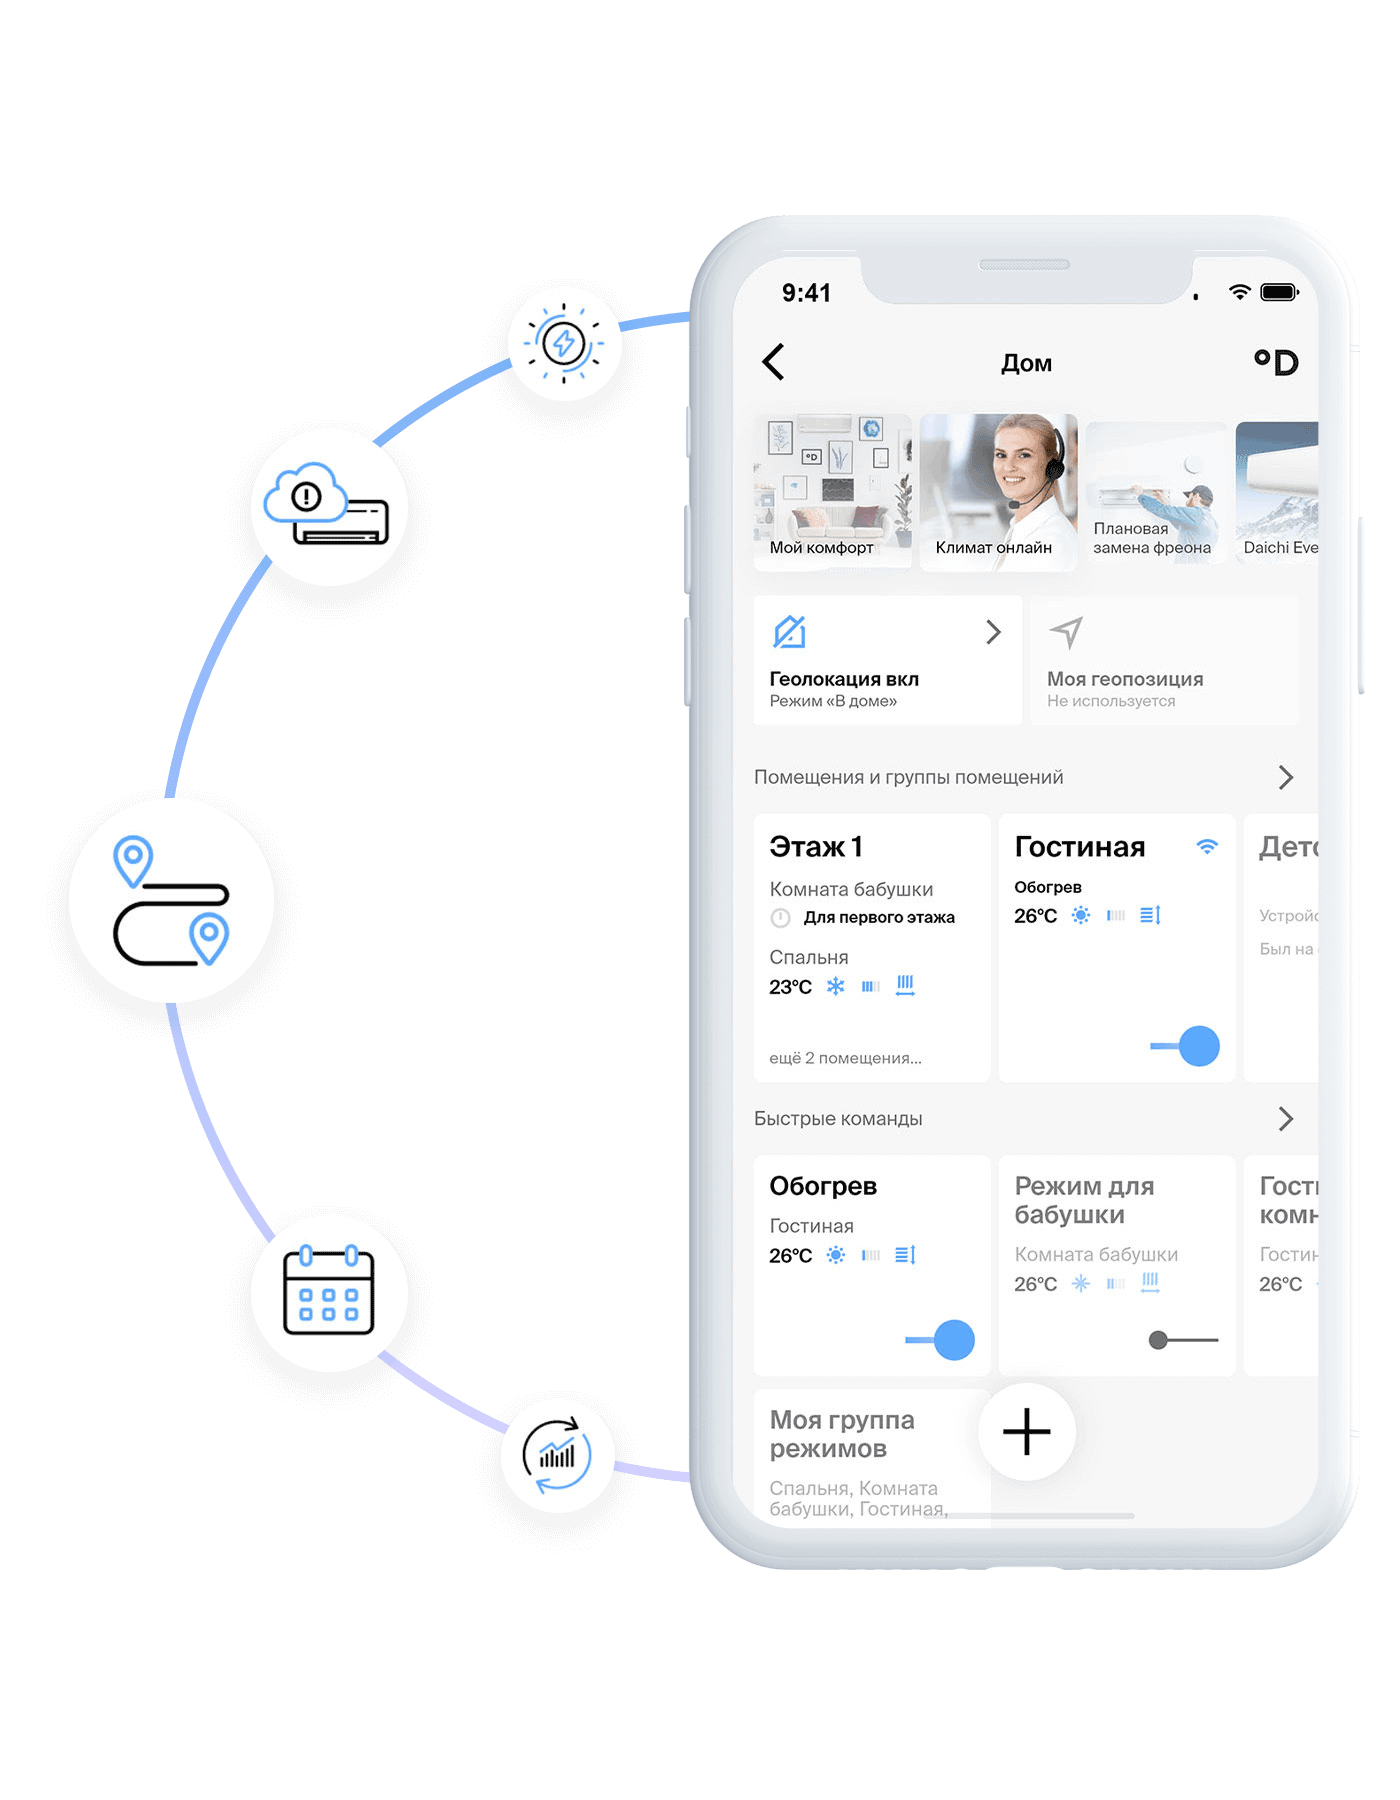 9:41
Дом
°D
Мой комфорт
Климат онлайн
Плановая
замена фреона
Daichi Eve
Геолокация вкл
Режим «В доме»
Моя геопозиция
Не используется
Помещения и группы помещений
Этаж 1
Комната бабушки
Для первого этажа
Спальня
23°C
ещё 2 помещения...
Гостиная
Обогрев
26°C
Устрой
Был на
Быстрые команды
Обогрев
Гостиная
26°C
Режим для
бабушки
Комната бабушки
26°C
Гост
ком
Гости
26°C
Моя группа
режимов
Спальня, Комната
бабушки, Гостиная,